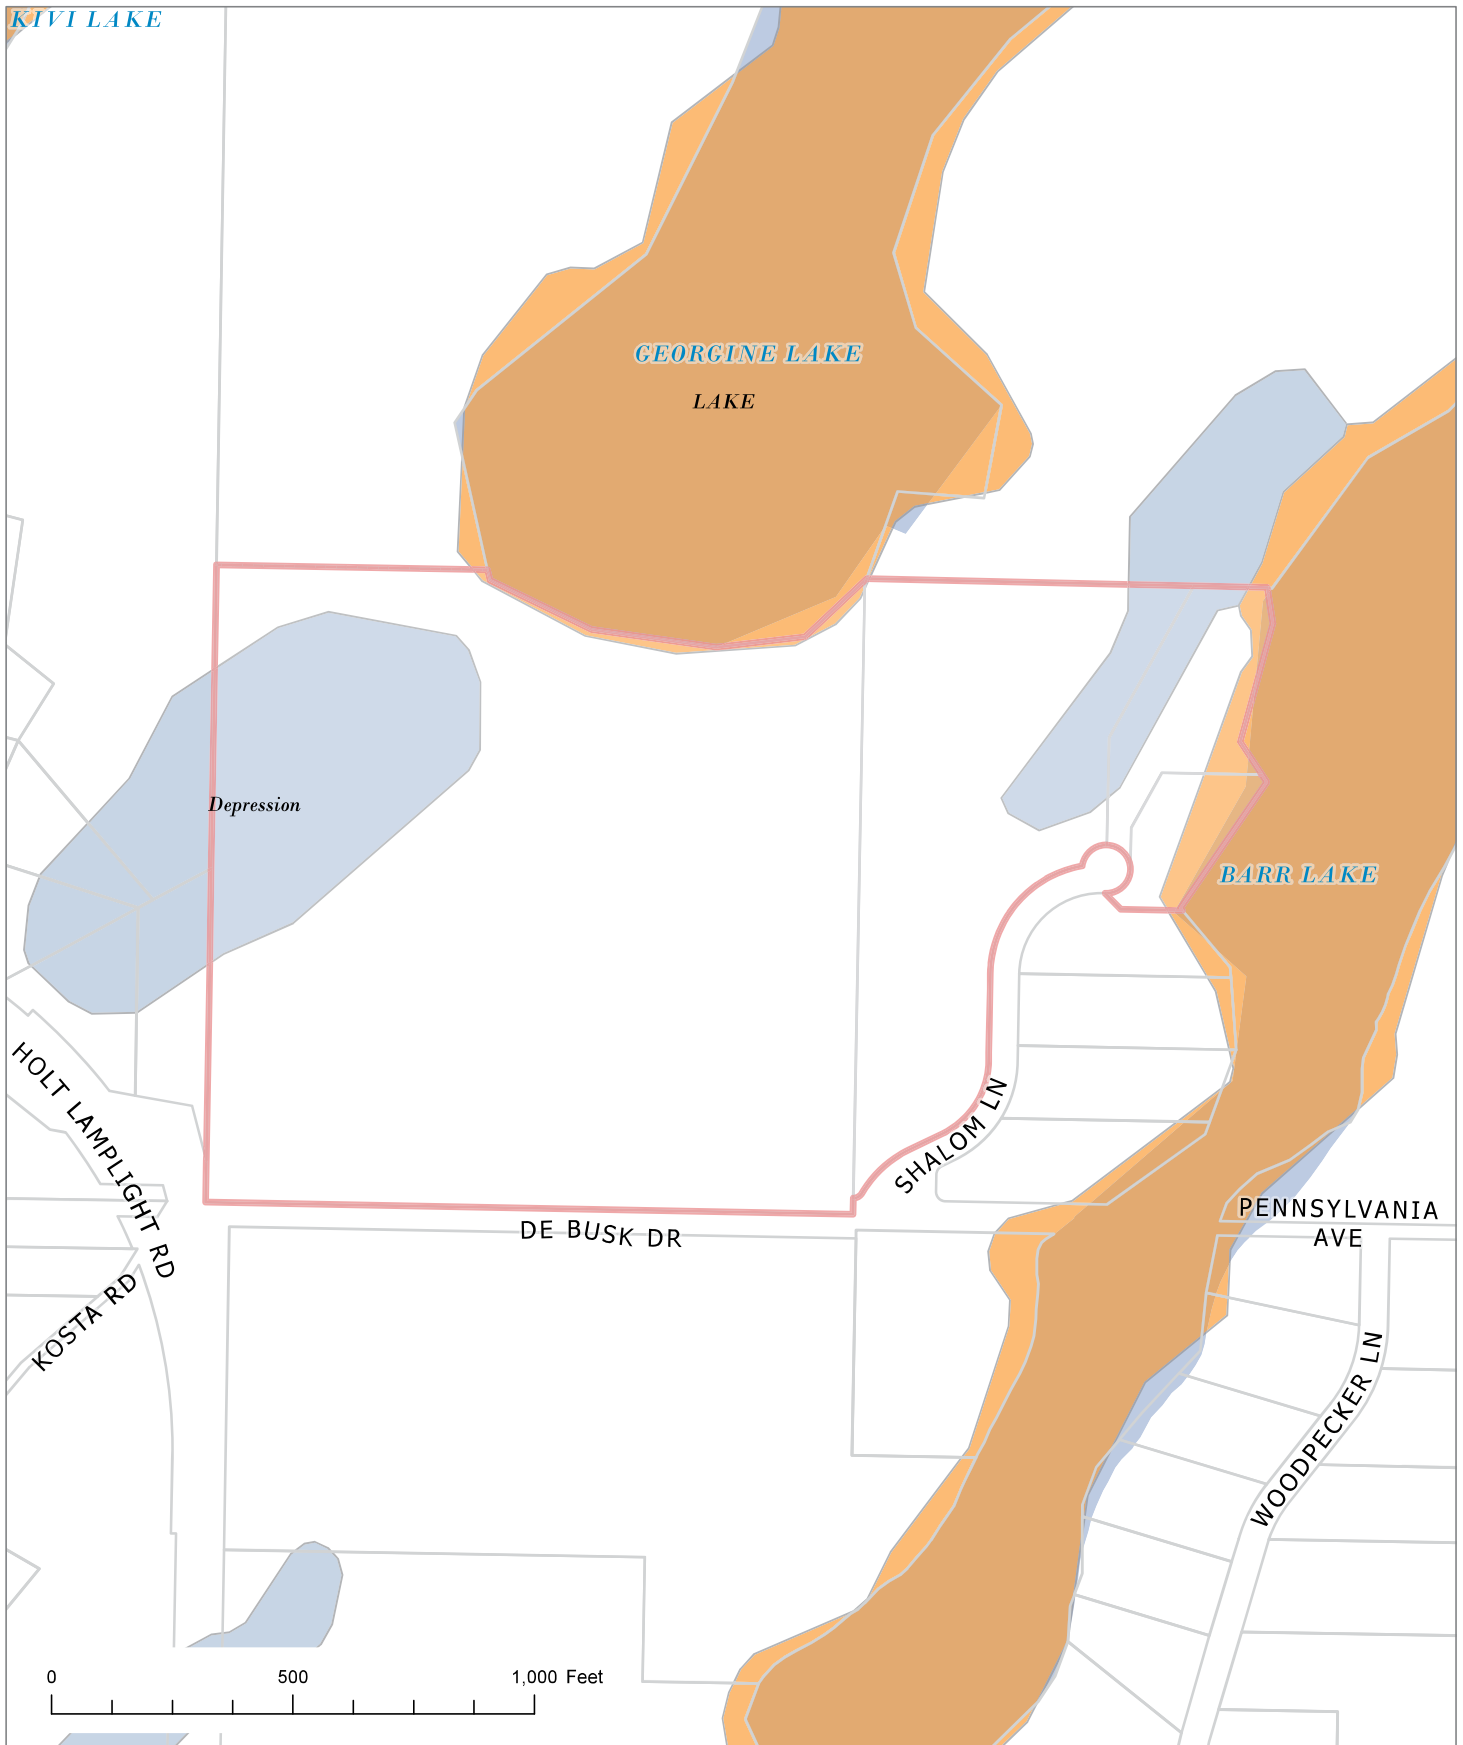 KIVI LAKE
GEORGINE LAKE
LAKE
Depression
BARR LAKE
HOLT LAMPLIGHT RD
SHALOM LN
PENNSYLVANIA
AVE
DE BUSK DR
KOSTA RD
WOODPECKER LN
0 500 1,000 Feet